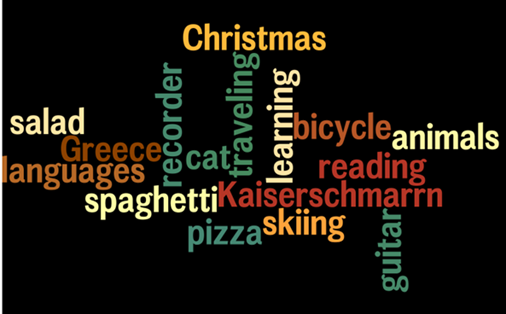 Christmas
recorder
traveling
learning
salad
bicycle
animals
Greece
cat
languages
reading
spaghetti
Kaiserschmarrn
skiing
pizza
guitar